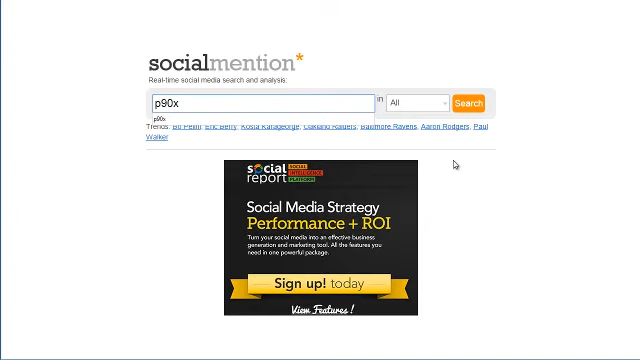 socialmention*
Real-time social media search and analysis:
p90x in All Search
p90x
Trends: Bo Pelini, Eric Berry, Kosta Karageorge, Oakland Raiders, Baltimore Ravens, Aaron Rodgers, Paul
Walker
social report SOCIAL INTELLIGENCE PLATFORM
Social Media Strategy
Performance + ROI
Turn your social media into an effective business
generation and marketing tool. All the features you
need in one powerful package.
Sign up! today
View Features!